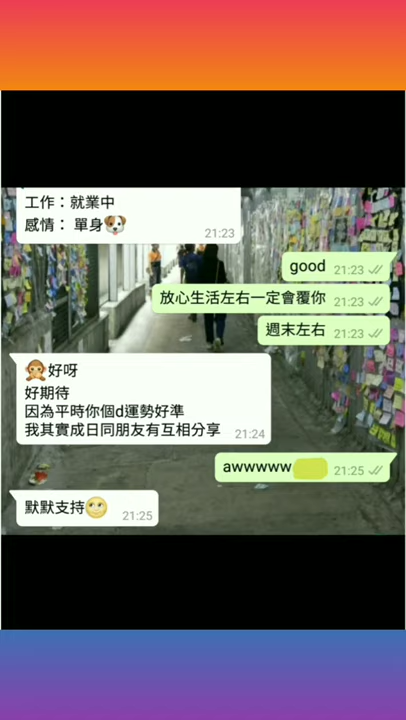 工作：就業中
感情： 單身🐶
21:23
good 21:23
放心生活左右一定會覆你 21:23
週末左右 21:23
🙊好呀
好期待
因為平時你個d運勢好準
我其實成日同朋友有互相分享 21:24
awwwww 21:25
默默支持🌝 21:25